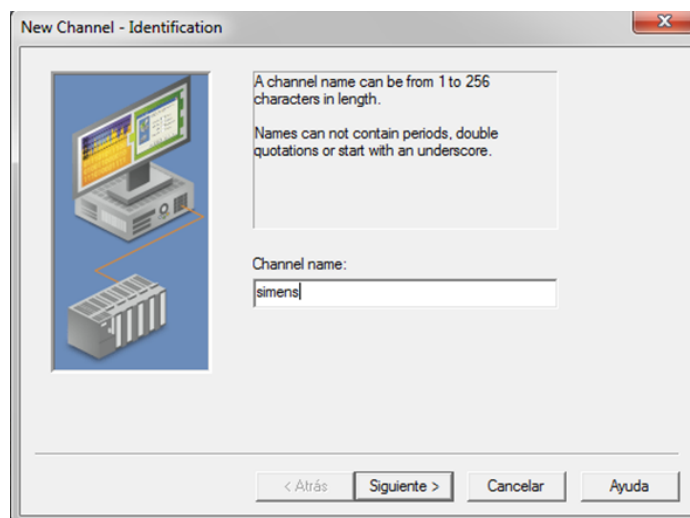 New Channel - Identification
A channel name can be from 1 to 256
characters in length.
Names can not contain periods, double
quotations or start with an underscore.
Channel name:
simens
< Atrás
Siguiente >
Cancelar
Ayuda